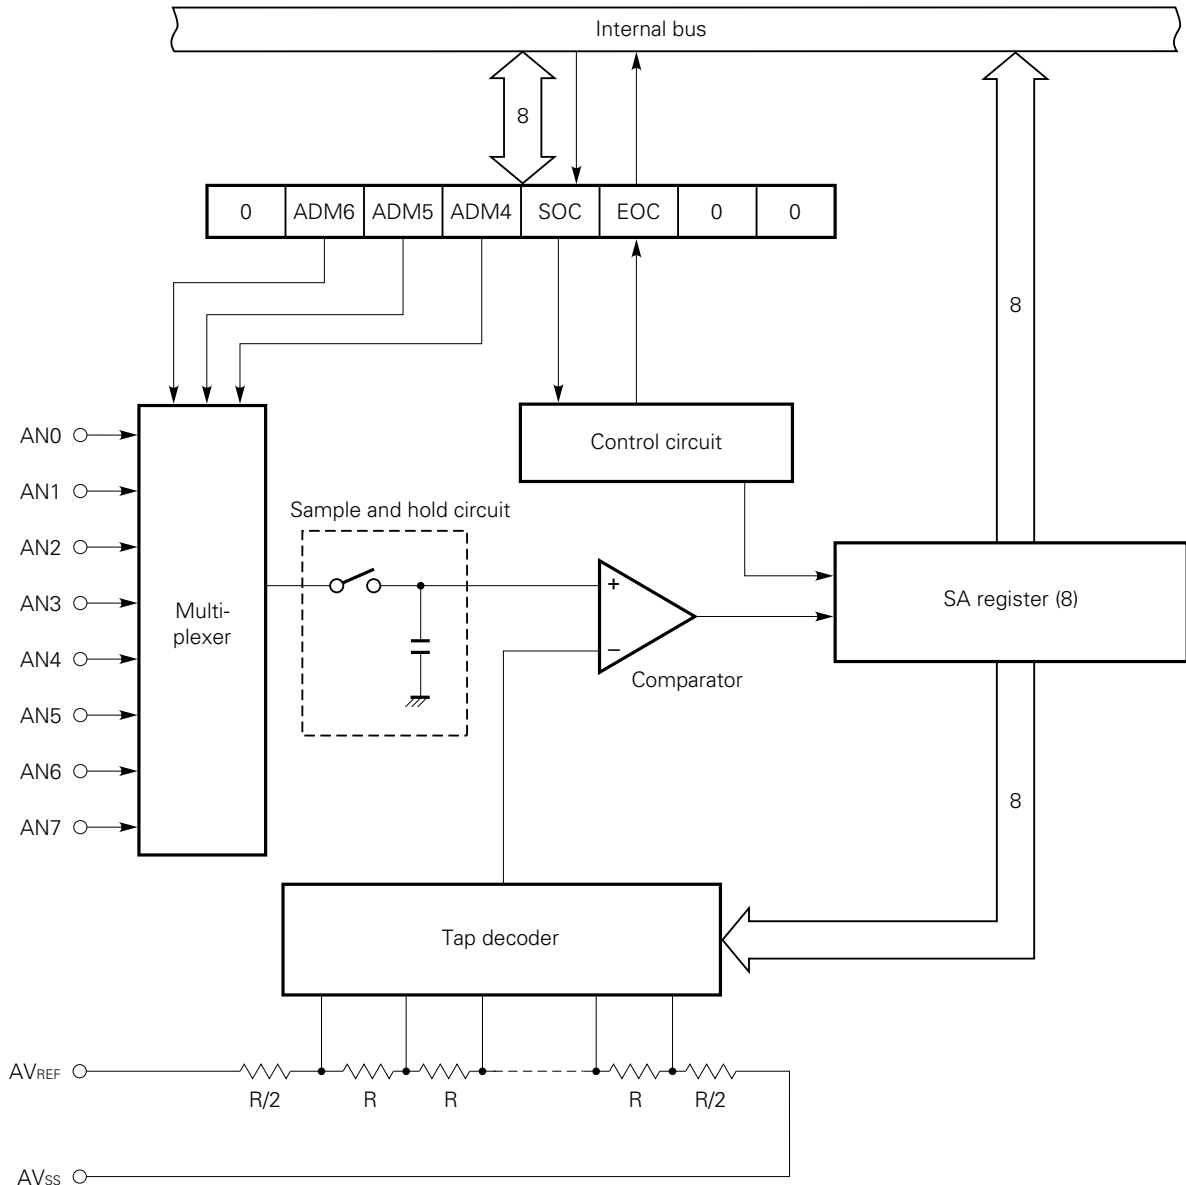 Internal bus
8
0 ADM6 ADM5 ADM4 SOC EOC 0 0
8
AN0
Control circuit
AN1
Sample and hold circuit
AN2
AN3
Multi-
plexer
+
SA register (8)
AN4
−
Comparator
AN5
AN6
8
AN7
Tap decoder
AVREF
R/2 R R R R/2
AVSS